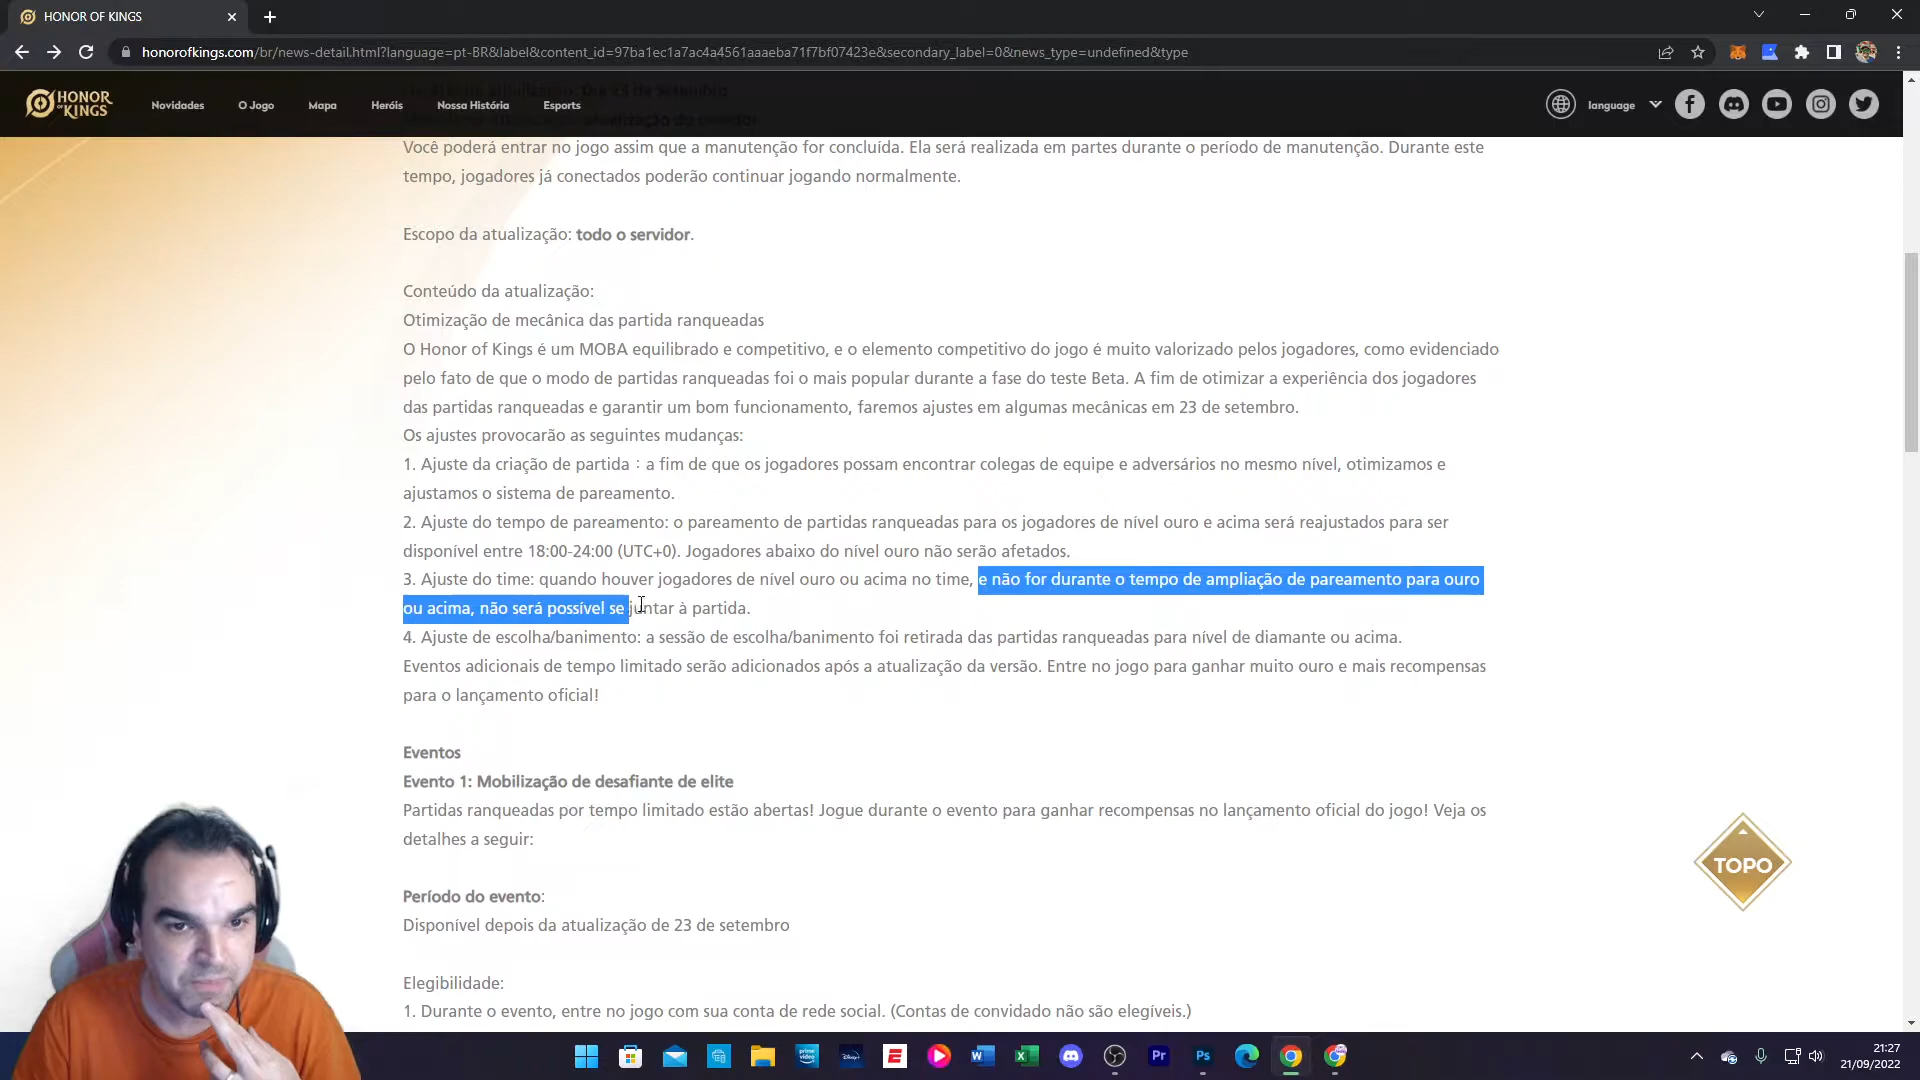 HONOR OF KINGS
honorofkings.com/br/news-detail.html?language=pt-BR&label&content_id=97ba1ec1a7ac4a4561aaaeba71f7bf07423e&secondary_label=0&news_type=undefined&type
HONOR OF KINGS
Novidades O Jogo Mapa Heróis Nossa História Esports language
Você poderá entrar no jogo assim que a manutenção for concluída. Ela será realizada em partes durante o período de manutenção. Durante este
tempo, jogadores já conectados poderão continuar jogando normalmente.
Escopo da atualização: todo o servidor.
Conteúdo da atualização:
Otimização de mecânica das partida ranqueadas
O Honor of Kings é um MOBA equilibrado e competitivo, e o elemento competitivo do jogo é muito valorizado pelos jogadores, como evidenciado
pelo fato de que o modo de partidas ranqueadas foi o mais popular durante a fase do teste Beta. A fim de otimizar a experiência dos jogadores
das partidas ranqueadas e garantir um bom funcionamento, faremos ajustes em algumas mecânicas em 23 de setembro.
Os ajustes provocarão as seguintes mudanças:
1. Ajuste da criação de partida：a fim de que os jogadores possam encontrar colegas de equipe e adversários no mesmo nível, otimizamos e
ajustamos o sistema de pareamento.
2. Ajuste do tempo de pareamento: o pareamento de partidas ranqueadas para os jogadores de nível ouro e acima será reajustados para ser
disponível entre 18:00-24:00 (UTC+0). Jogadores abaixo do nível ouro não serão afetados.
3. Ajuste do time: quando houver jogadores de nível ouro ou acima no time, e não for durante o tempo de ampliação de pareamento para ouro
ou acima, não será possível se juntar à partida.
4. Ajuste de escolha/banimento: a sessão de escolha/banimento foi retirada das partidas ranqueadas para nível de diamante ou acima.
Eventos adicionais de tempo limitado serão adicionados após a atualização da versão. Entre no jogo para ganhar muito ouro e mais recompensas
para o lançamento oficial!
Eventos
Evento 1: Mobilização de desafiante de elite
Partidas ranqueadas por tempo limitado estão abertas! Jogue durante o evento para ganhar recompensas no lançamento oficial do jogo! Veja os
detalhes a seguir:
TOPO
Período do evento:
Disponível depois da atualização de 23 de setembro
Elegibilidade:
1. Durante o evento, entre no jogo com sua conta de rede social. (Contas de convidado não são elegíveis.)
21:27
21/09/2022